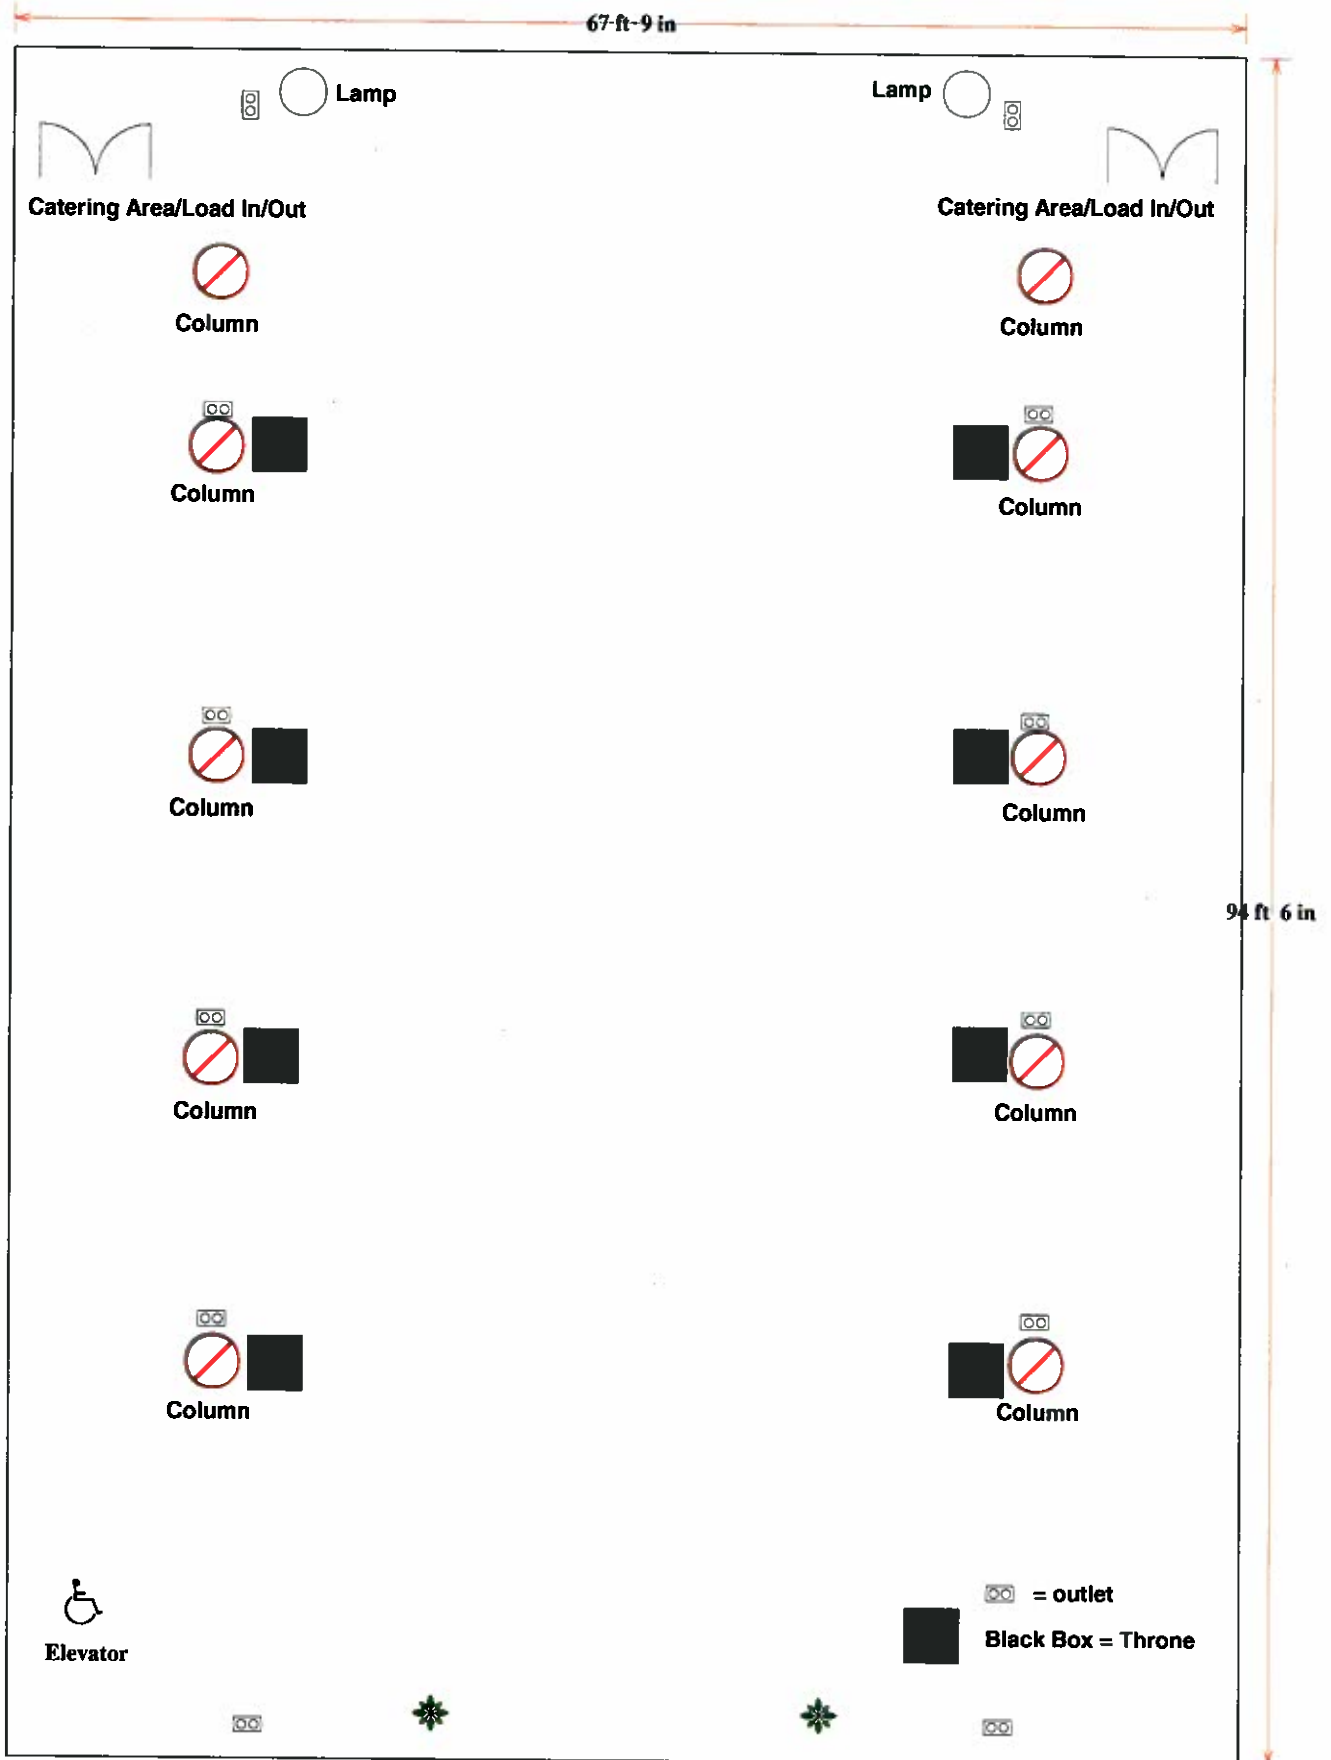 67-ft-9 in
Lamp
Lamp
Catering Area/Load In/Out
Catering Area/Load In/Out
Column
Column
Column
Column
Column
Column
94 ft 6 in
Column
Column
Column
Column
= outlet
Black Box = Throne
Elevator